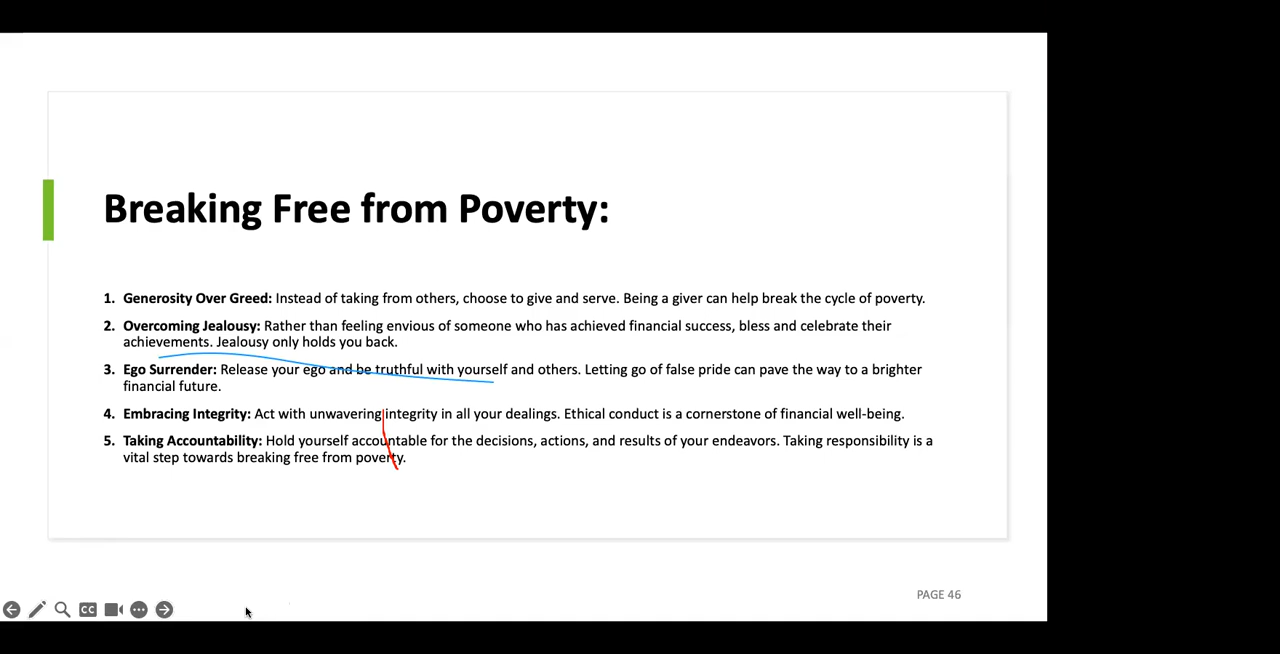 Breaking Free from Poverty:
1. Generosity Over Greed: Instead of taking from others, choose to give and serve. Being a giver can help break the cycle of poverty.
2. Overcoming Jealousy: Rather than feeling envious of someone who has achieved financial success, bless and celebrate their
achievements. Jealousy only holds you back.
3. Ego Surrender: Release your ego and be truthful with yourself and others. Letting go of false pride can pave the way to a brighter
financial future.
4. Embracing Integrity: Act with unwavering integrity in all your dealings. Ethical conduct is a cornerstone of financial well-being.
5. Taking Accountability: Hold yourself accountable for the decisions, actions, and results of your endeavors. Taking responsibility is a
vital step towards breaking free from poverty.
PAGE 46
CC